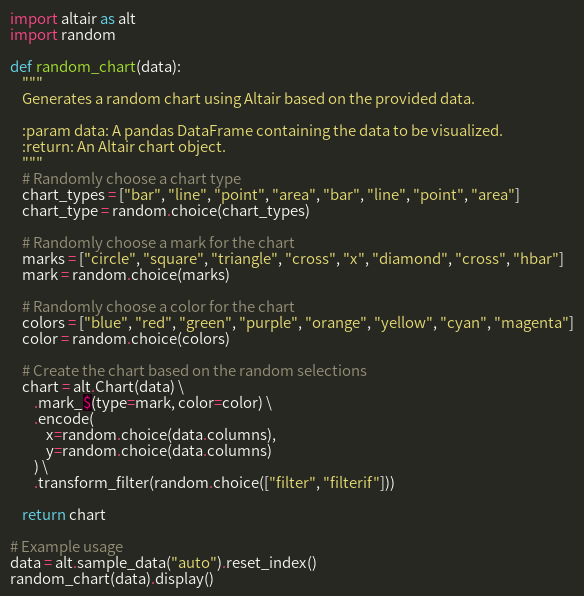 import altair as alt
import random

def random_chart(data):
    """
    Generates a random chart using Altair based on the provided data.

    :param data: A pandas DataFrame containing the data to be visualized.
    :return: An Altair chart object.
    """
    # Randomly choose a chart type
    chart_types = ["bar", "line", "point", "area", "bar", "line", "point", "area"]
    chart_type = random.choice(chart_types)

    # Randomly choose a mark for the chart
    marks = ["circle", "square", "triangle", "cross", "x", "diamond", "cross", "hbar"]
    mark = random.choice(marks)

    # Randomly choose a color for the chart
    colors = ["blue", "red", "green", "purple", "orange", "yellow", "cyan", "magenta"]
    color = random.choice(colors)

    # Create the chart based on the random selections
    chart = alt.Chart(data) \
        .mark_$(type=mark, color=color) \
        .encode(
            x=random.choice(data.columns),
            y=random.choice(data.columns)
        ) \
        .transform_filter(random.choice(["filter", "filterif"]))

    return chart

# Example usage
data = alt.sample_data("auto").reset_index()
random_chart(data).display()